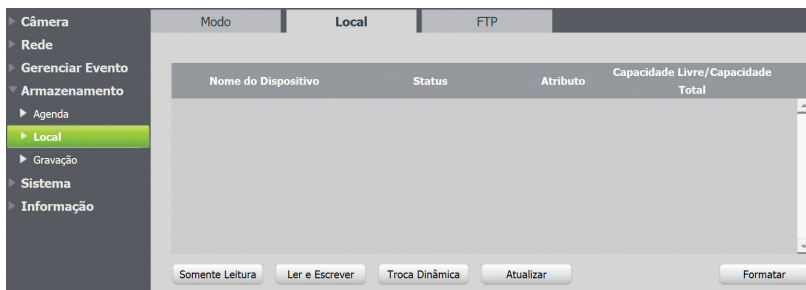 Câmera
Rede
Gerenciar Evento
Armazenamento
Agenda
Local
Gravação
Sistema
Informação
Modo
Local
FTP
Nome do Dispositivo
Status
Atributo
Capacidade Livre/Capacidade
Total
Somente Leitura
Ler e Escrever
Troca Dinâmica
Atualizar
Formatar